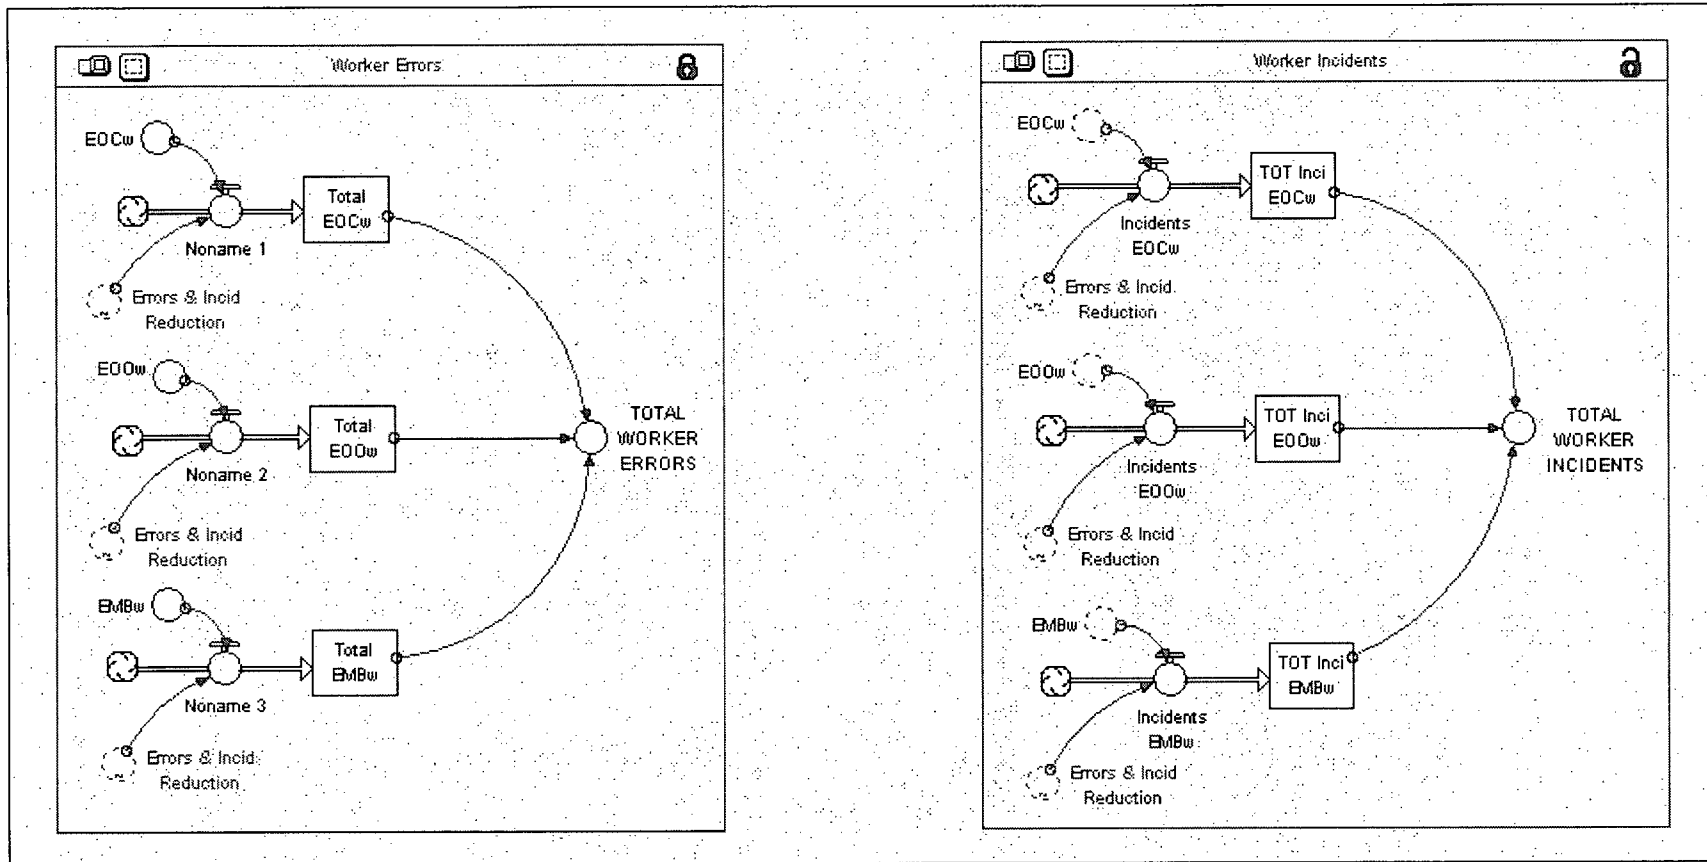 Worker Errors
EOCw
Total
EOCw
Noname 1
Errors & Incid
Reduction
EOOw
Total
EOOw
Noname 2
TOTAL
WORKER
ERRORS
Errors & Incid
Reduction
EMBw
Total
EMBw
Noname 3
Errors & Incid
Reduction
Worker Incidents
EOCw
TOT Inci
EOCw
Incidents
EOCw
Errors & Incid
Reduction
EOOw
TOT Inci
EOOw
Incidents
EOOw
TOTAL
WORKER
INCIDENTS
Errors & Incid
Reduction
EMBw
TOT Inci
EMBw
Incidents
EMBw
Errors & Incid
Reduction